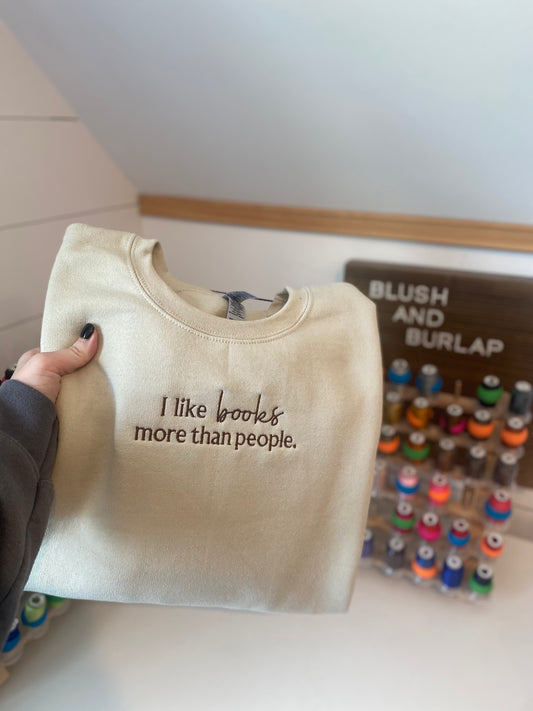 I like books
more than people.
BLUSH
AND
BURLAP